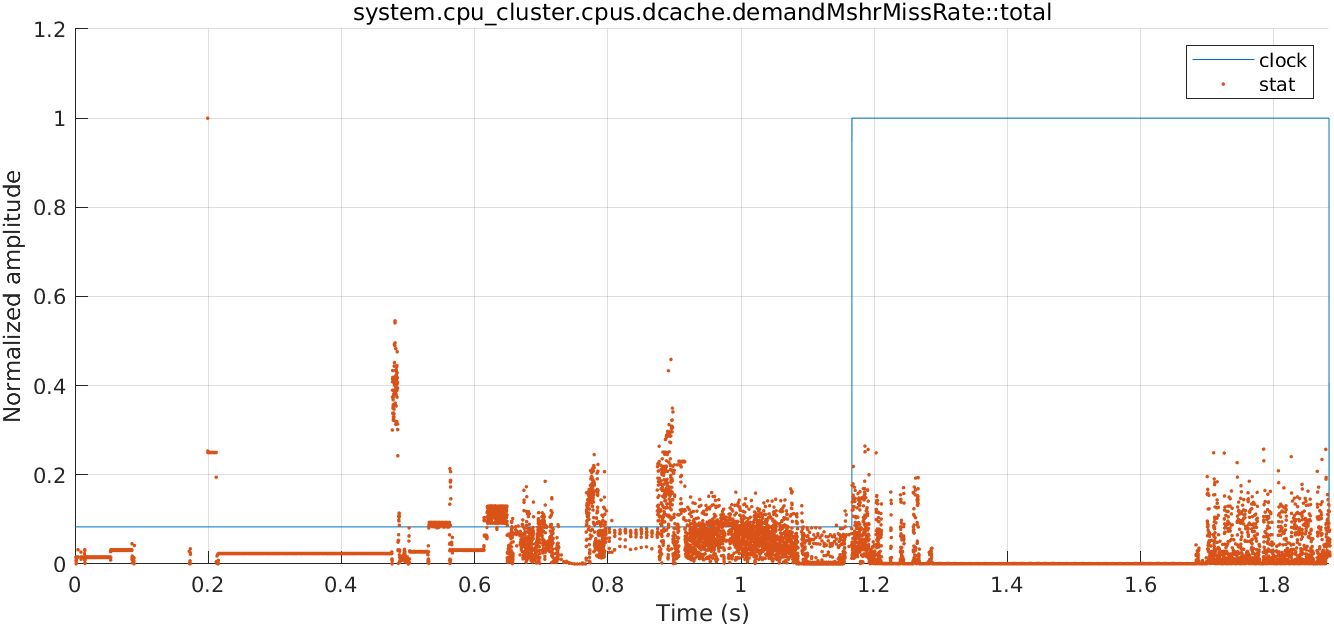 system.cpu_cluster.cpus.dcache.demandMshrMissRate::total
clock
stat
Normalized amplitude
1.2
1
0.8
0.6
0.4
0.2
0
0 0.2 0.4 0.6 0.8 1 1.2 1.4 1.6 1.8
Time (s)